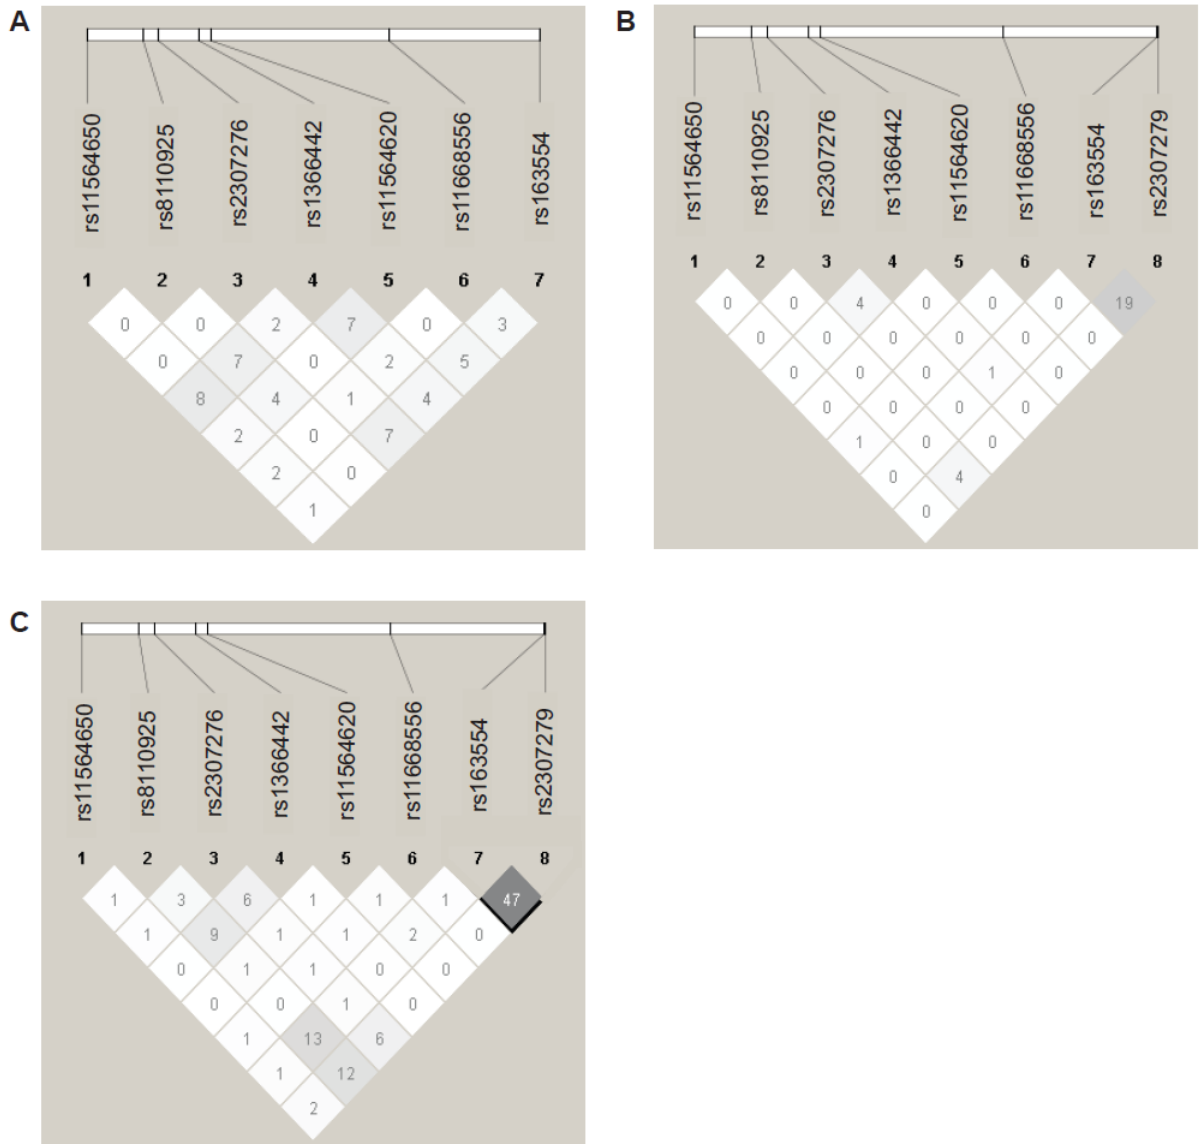 A
rs11564650
rs8110925
rs2307276
rs1366442
rs11564620
rs11668556
rs163554
1 2 3 4 5 6 7
0 0 2 7 0 3
0 7 0 2 5
8 4 1 4
2 0 7
2 0
1
B
rs11564650
rs8110925
rs2307276
rs1366442
rs11564620
rs11668556
rs163554
rs2307279
1 2 3 4 5 6 7 8
0 0 4 0 0 0 19
0 0 0 0 0 0
0 0 0 1 0
0 0 0 0
1 0 0
0 4
0
C
rs11564650
rs8110925
rs2307276
rs1366442
rs11564620
rs11668556
rs163554
rs2307279
1 2 3 4 5 6 7 8
1 3 6 1 1 1 47
1 9 1 1 2 0
0 1 1 0 0
0 0 1 0
1 13 6
1 12
2